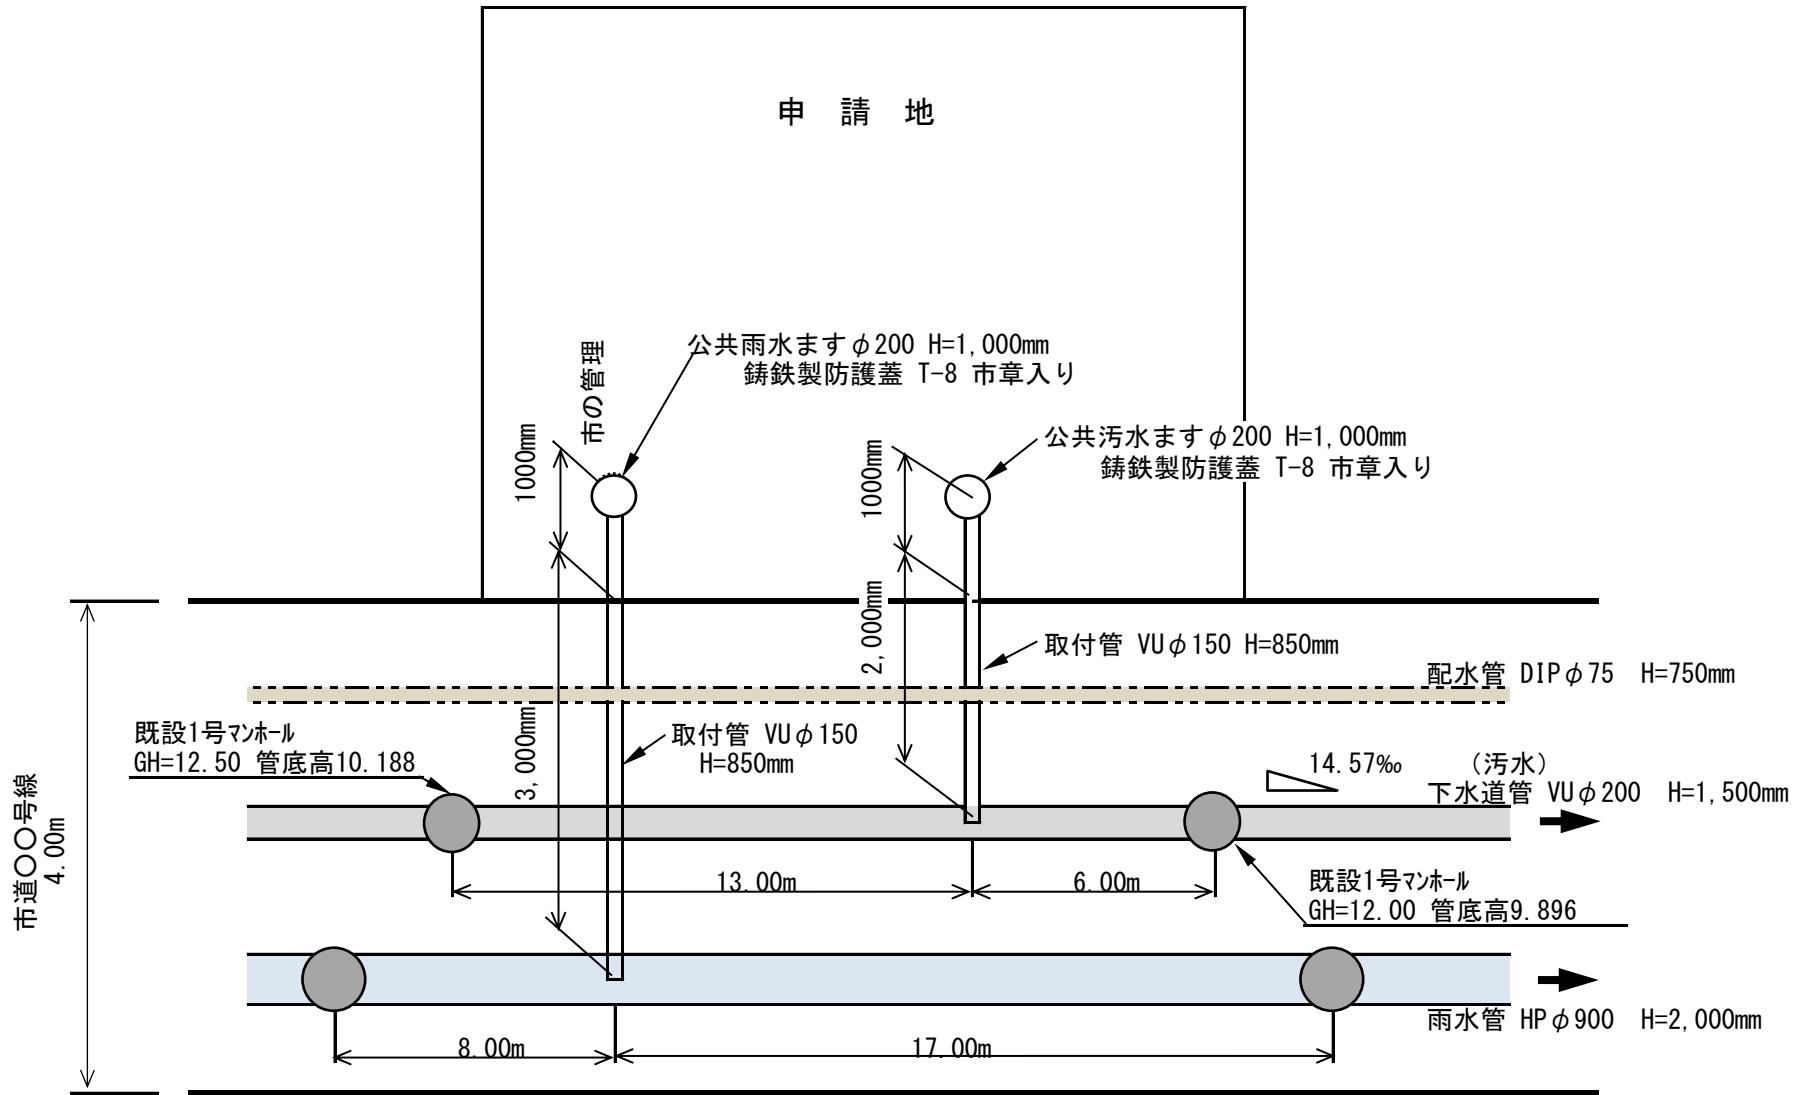 申 請 地
公共雨水ますφ200 H=1,000mm
鋳鉄製防護蓋 T-8 市章入り
市の管理
1000mm
公共汚水ますφ200 H=1,000mm
鋳鉄製防護蓋 T-8 市章入り
1000mm
2,000mm
取付管 VUφ150 H=850mm
配水管 DIPφ75 H=750mm
3,000mm
取付管 VUφ150
H=850mm
既設1号ﾏﾝﾎｰﾙ
GH=12.50 管底高10.188
14.57‰
(汚水)
下水道管 VUφ200 H=1,500mm
市道〇〇号線
4.00m
13.00m
6.00m
既設1号ﾏﾝﾎｰﾙ
GH=12.00 管底高9.896
雨水管 HPφ900 H=2,000mm
8.00m
17.00m